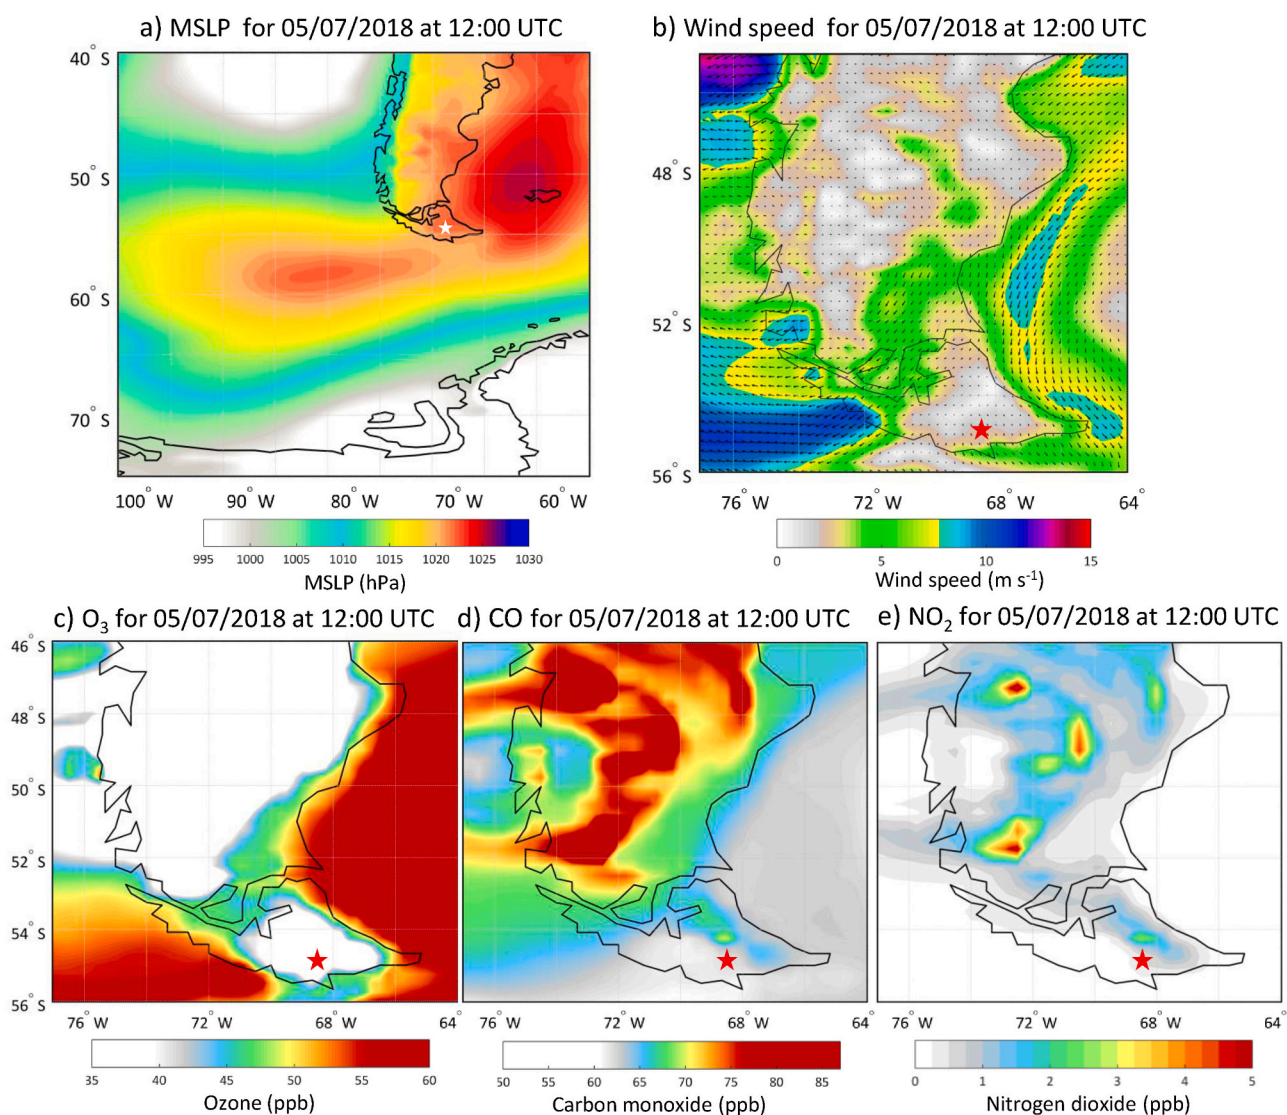 a) MSLP for 05/07/2018 at 12:00 UTC
b) Wind speed for 05/07/2018 at 12:00 UTC
40° S
50° S
60° S
70° S
100° W 90° W 80° W 70° W 60° W
995 1000 1005 1010 1015 1020 1025 1030
MSLP (hPa)
48° S
52° S
56° S
76° W 72° W 68° W 64°
0 5 10 15
Wind speed (m s⁻¹)
c) O₃ for 05/07/2018 at 12:00 UTC
d) CO for 05/07/2018 at 12:00 UTC
e) NO₂ for 05/07/2018 at 12:00 UTC
46° S
48° S
50° S
52° S
54° S
56° S
76° W 72° W 68° W 64°
76° W 72° W 68° W 64° W
76° W 72° W 68° W 64°
35 40 45 50 55 60
Ozone (ppb)
50 55 60 65 70 75 80 85
Carbon monoxide (ppb)
0 1 2 3 4 5
Nitrogen dioxide (ppb)